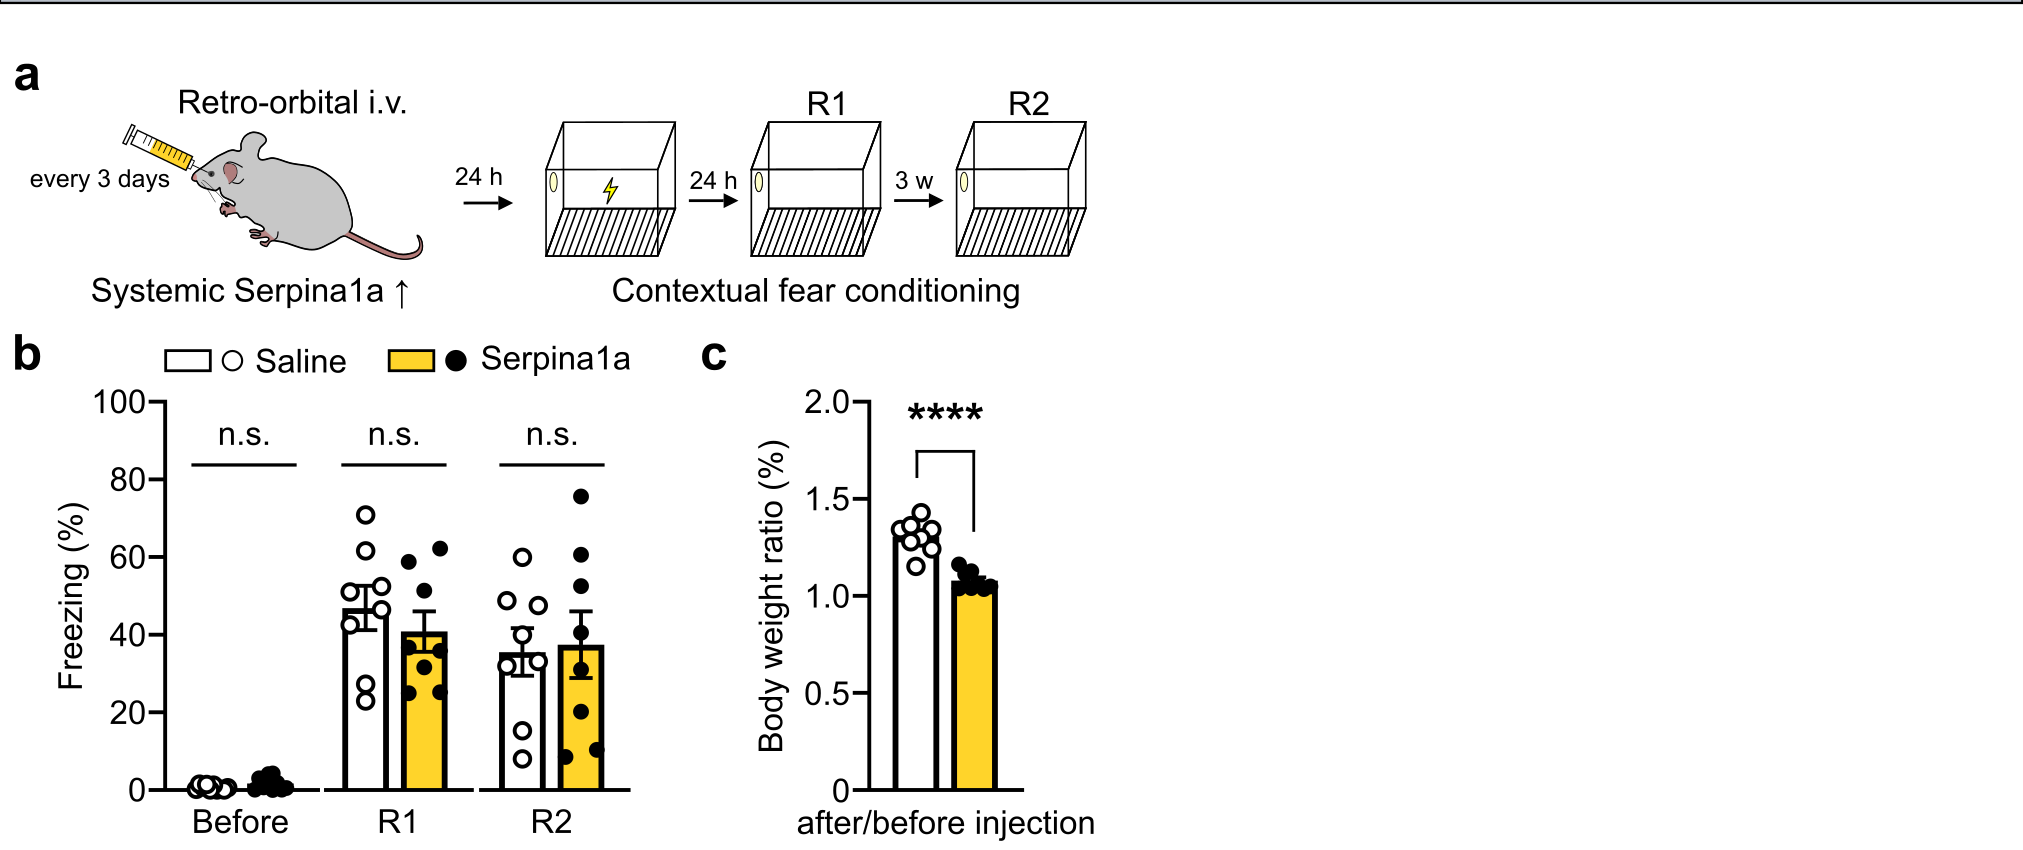 a
Retro-orbital i.v.
every 3 days
Systemic Serpina1a ↑
24 h
24 h
R1
3 w
R2
Contextual fear conditioning
b
Saline
Serpina1a
Freezing (%)
100
80
60
40
20
0
n.s.
n.s.
n.s.
Before
R1
R2
c
Body weight ratio (%)
2.0
1.5
1.0
0.5
0
****
after/before injection